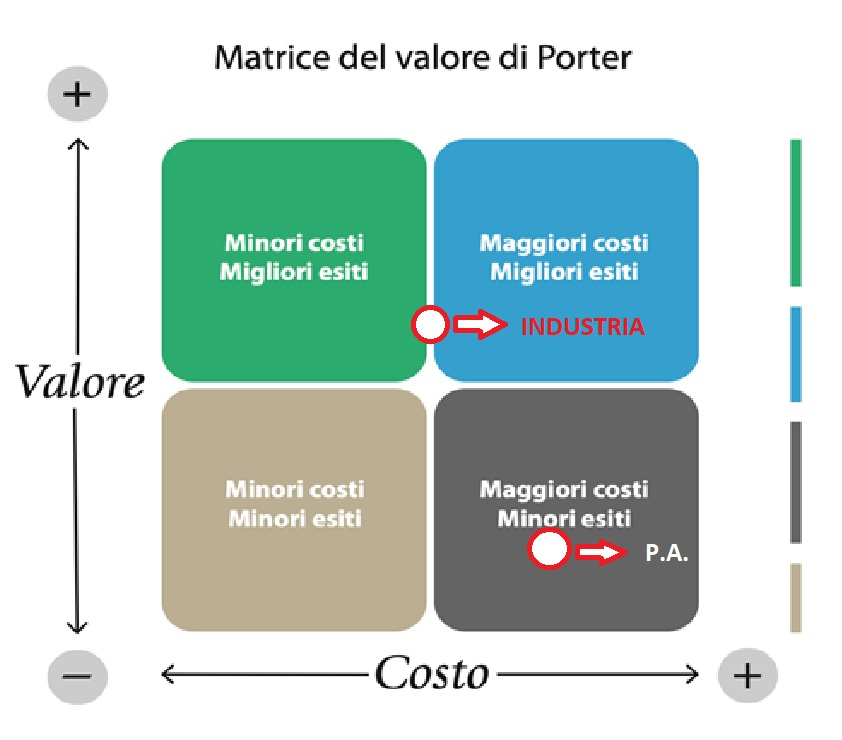 Matrice del valore di Porter
+
Minori costi
Migliori esiti
Maggiori costi
Migliori esiti
INDUSTRIA
Valore
Minori costi
Minori esiti
Maggiori costi
Minori esiti
P.A.
−
Costo
+